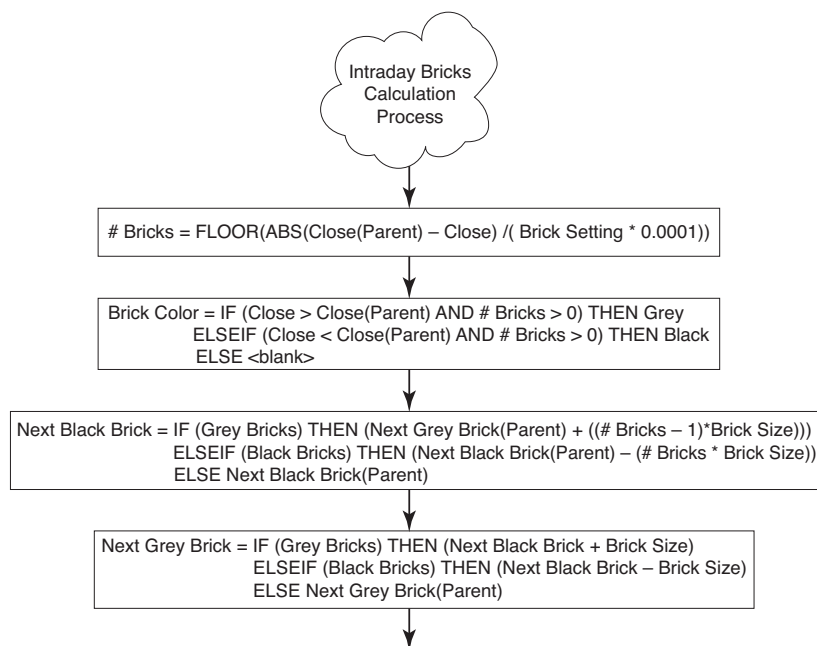 Intraday Bricks
Calculation
Process
# Bricks = FLOOR(ABS(Close(Parent) – Close) /( Brick Setting * 0.0001))
Brick Color = IF (Close > Close(Parent) AND # Bricks > 0) THEN Grey
ELSEIF (Close < Close(Parent) AND # Bricks > 0) THEN Black
ELSE <blank>
Next Black Brick = IF (Grey Bricks) THEN (Next Grey Brick(Parent) + ((# Bricks – 1)*Brick Size)))
ELSEIF (Black Bricks) THEN (Next Black Brick(Parent) – (# Bricks * Brick Size))
ELSE Next Black Brick(Parent)
Next Grey Brick = IF (Grey Bricks) THEN (Next Black Brick + Brick Size)
ELSEIF (Black Bricks) THEN (Next Black Brick – Brick Size)
ELSE Next Grey Brick(Parent)